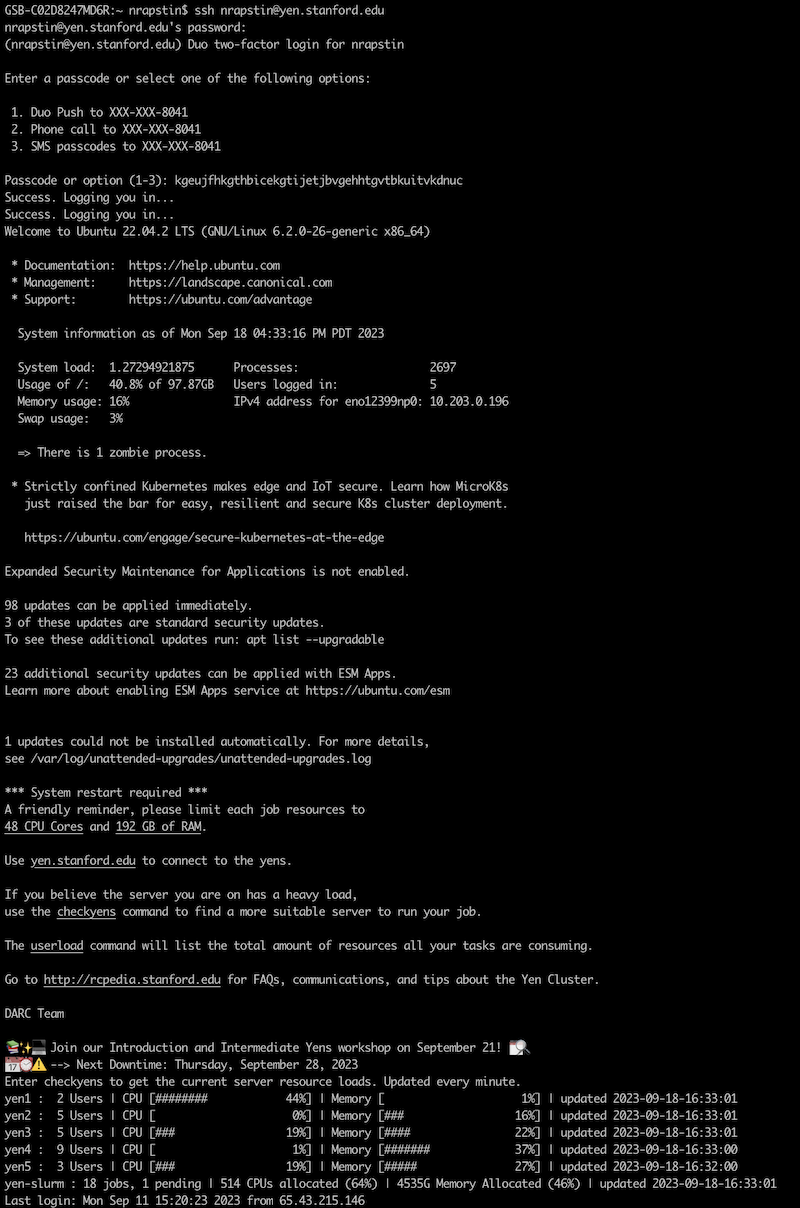 GSB-C02D8247MD6R:~ nrapstin$ ssh nrapstin@yen.stanford.edu
nrapstin@yen.stanford.edu's password:
(nrapstin@yen.stanford.edu) Duo two-factor login for nrapstin
Enter a passcode or select one of the following options:
1. Duo Push to XXX-XXX-8041
2. Phone call to XXX-XXX-8041
3. SMS passcodes to XXX-XXX-8041
Passcode or option (1-3): kgeujfhkgthbicekgtijetjbvgehhtgvtbkuitvkdnuc
Success. Logging you in...
Success. Logging you in...
Welcome to Ubuntu 22.04.2 LTS (GNU/Linux 6.2.0-26-generic x86_64)
* Documentation:  https://help.ubuntu.com
* Management:     https://landscape.canonical.com
* Support:        https://ubuntu.com/advantage
System information as of Mon Sep 18 04:33:16 PM PDT 2023
System load:  1.27294921875      Processes:                    2697
Usage of /:   40.8% of 97.87GB   Users logged in:              5
Memory usage: 16%                IPv4 address for eno12399np0: 10.203.0.196
Swap usage:   3%
=> There is 1 zombie process.
* Strictly confined Kubernetes makes edge and IoT secure. Learn how MicroK8s
just raised the bar for easy, resilient and secure K8s cluster deployment.
https://ubuntu.com/engage/secure-kubernetes-at-the-edge
Expanded Security Maintenance for Applications is not enabled.
98 updates can be applied immediately.
3 of these updates are standard security updates.
To see these additional updates run: apt list --upgradable
23 additional security updates can be applied with ESM Apps.
Learn more about enabling ESM Apps service at https://ubuntu.com/esm
1 updates could not be installed automatically. For more details,
see /var/log/unattended-upgrades/unattended-upgrades.log
*** System restart required ***
A friendly reminder, please limit each job resources to
48 CPU Cores and 192 GB of RAM.
Use yen.stanford.edu to connect to the yens.
If you believe the server you are on has a heavy load,
use the checkyens command to find a more suitable server to run your job.
The userload command will list the total amount of resources all your tasks are consuming.
Go to http://rcpedia.stanford.edu for FAQs, communications, and tips about the Yen Cluster.
DARC Team
Join our Introduction and Intermediate Yens workshop on September 21!
--> Next Downtime: Thursday, September 28, 2023
Enter checkyens to get the current server resource loads. Updated every minute.
yen1 :  2 Users | CPU [########            44%] | Memory [                     1%] | updated 2023-09-18-16:33:01
yen2 :  5 Users | CPU [                     0%] | Memory [###                 16%] | updated 2023-09-18-16:33:01
yen3 :  5 Users | CPU [###                 19%] | Memory [####                22%] | updated 2023-09-18-16:33:01
yen4 :  9 Users | CPU [                     1%] | Memory [#######             37%] | updated 2023-09-18-16:33:00
yen5 :  3 Users | CPU [###                 19%] | Memory [#####               27%] | updated 2023-09-18-16:32:00
yen-slurm : 18 jobs, 1 pending | 514 CPUs allocated (64%) | 4535G Memory Allocated (46%) | updated 2023-09-18-16:33:01
Last login: Mon Sep 11 15:20:23 2023 from 65.43.215.146